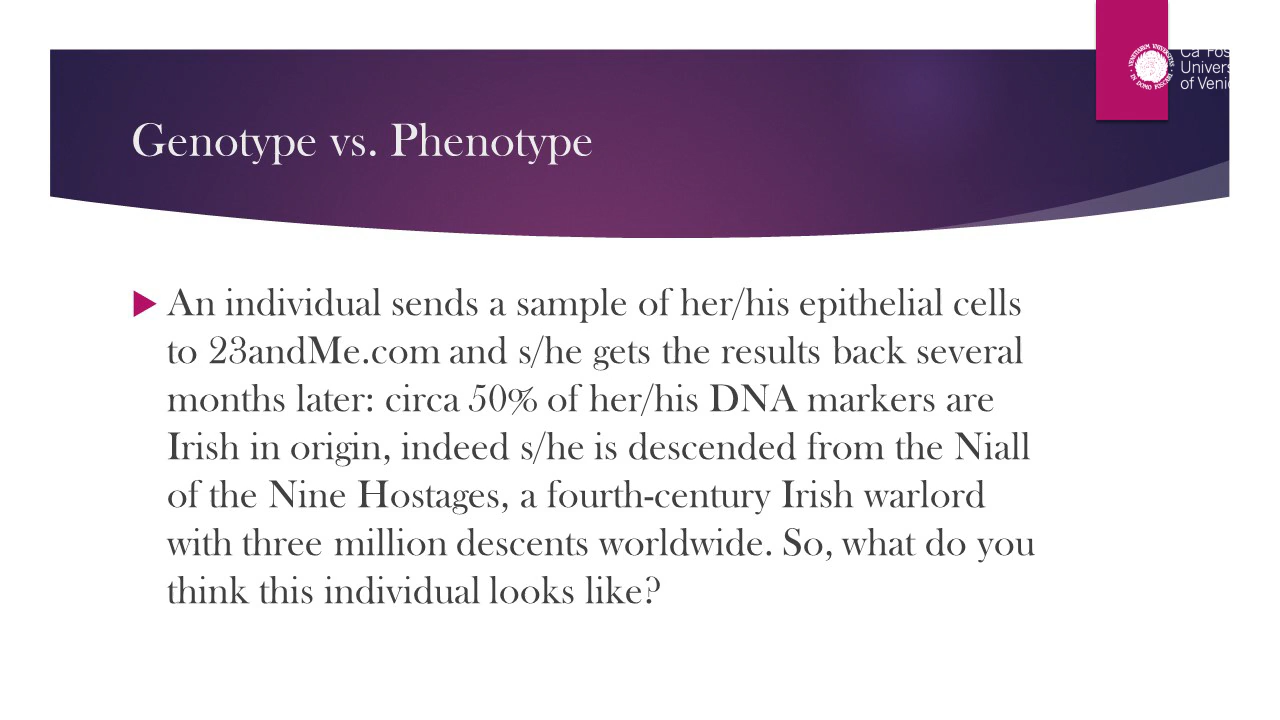 Genotype vs. Phenotype
An individual sends a sample of her/his epithelial cells
to 23andMe.com and s/he gets the results back several
months later: circa 50% of her/his DNA markers are
Irish in origin, indeed s/he is descended from the Niall
of the Nine Hostages, a fourth-century Irish warlord
with three million descents worldwide. So, what do you
think this individual looks like?